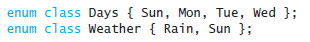 enum class Days { Sun, Mon, Tue, Wed };
enum class Weather { Rain, Sun };